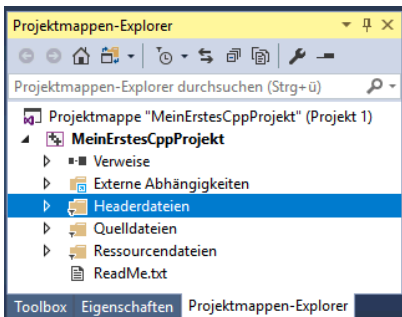 Projektmappen-Explorer
Projektmappen-Explorer durchsuchen (Strg+ü)
Projektmappe "MeinErstesCppProjekt" (Projekt 1)
MeinErstesCppProjekt
Verweise
Externe Abhängigkeiten
Headerdateien
Quelldateien
Ressourcendateien
ReadMe.txt
Toolbox Eigenschaften Projektmappen-Explorer